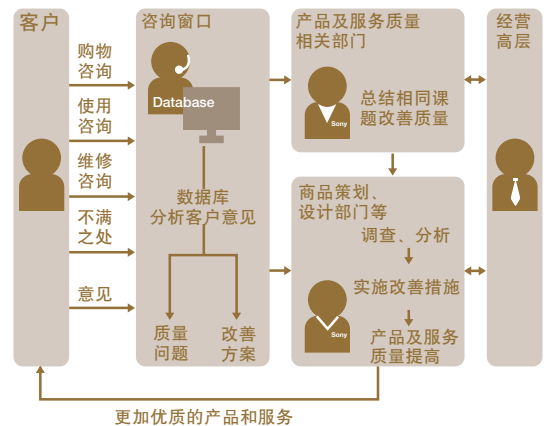 客户
购物
咨询
使用
咨询
维修
咨询
不满
之处
意见
咨询窗口
Database
数据库
分析客户意见
质量
问题
改善
方案
产品及服务质量
相关部门
总结相同课
题改善质量
Sony
商品策划、
设计部门等
调查、分析
实施改善措施
产品及服务
质量提高
Sony
经营
高层
更加优质的产品和服务